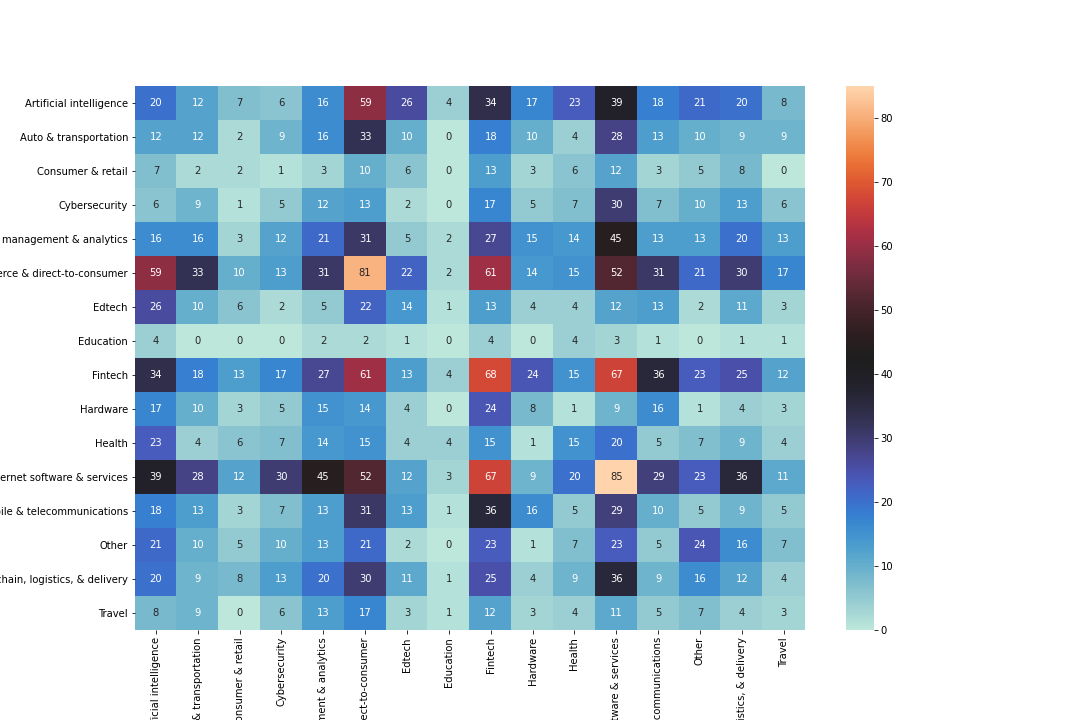 Artificial intelligence 20 12 7 6 16 59 26 4 34 17 23 39 18 21 20 8
Auto & transportation 12 12 2 9 16 33 10 0 18 10 4 28 13 10 9 9
Consumer & retail 7 2 2 1 3 10 6 0 13 3 6 12 3 5 8 0
Cybersecurity 6 9 1 5 12 13 2 0 17 5 7 30 7 10 13 6
management & analytics 16 16 3 12 21 31 5 2 27 15 14 45 13 13 20 13
rce & direct-to-consumer 59 33 10 13 31 81 22 2 61 14 15 52 31 21 30 17
Edtech 26 10 6 2 5 22 14 1 13 4 4 12 13 2 11 3
Education 4 0 0 0 2 2 1 0 4 0 4 3 1 0 1 1
Fintech 34 18 13 17 27 61 13 4 68 24 15 67 36 23 25 12
Hardware 17 10 3 5 15 14 4 0 24 8 1 9 16 1 4 3
Health 23 4 6 7 14 15 4 4 15 1 15 20 5 7 9 4
ernet software & services 39 28 12 30 45 52 12 3 67 9 20 85 29 23 36 11
ile & telecommunications 18 13 3 7 13 31 13 1 36 16 5 29 10 5 9 5
Other 21 10 5 10 13 21 2 0 23 1 7 23 5 24 16 7
chain, logistics, & delivery 20 9 8 13 20 30 11 1 25 4 9 36 9 16 12 4
Travel 8 9 0 6 13 17 3 1 12 3 4 11 5 7 4 3
icial intelligence
& transportation
onsumer & retail
Cybersecurity
ment & analytics
ect-to-consumer
Edtech
Education
Fintech
Hardware
Health
tware & services
communications
Other
istics, & delivery
Travel
80
70
60
50
40
30
20
10
0